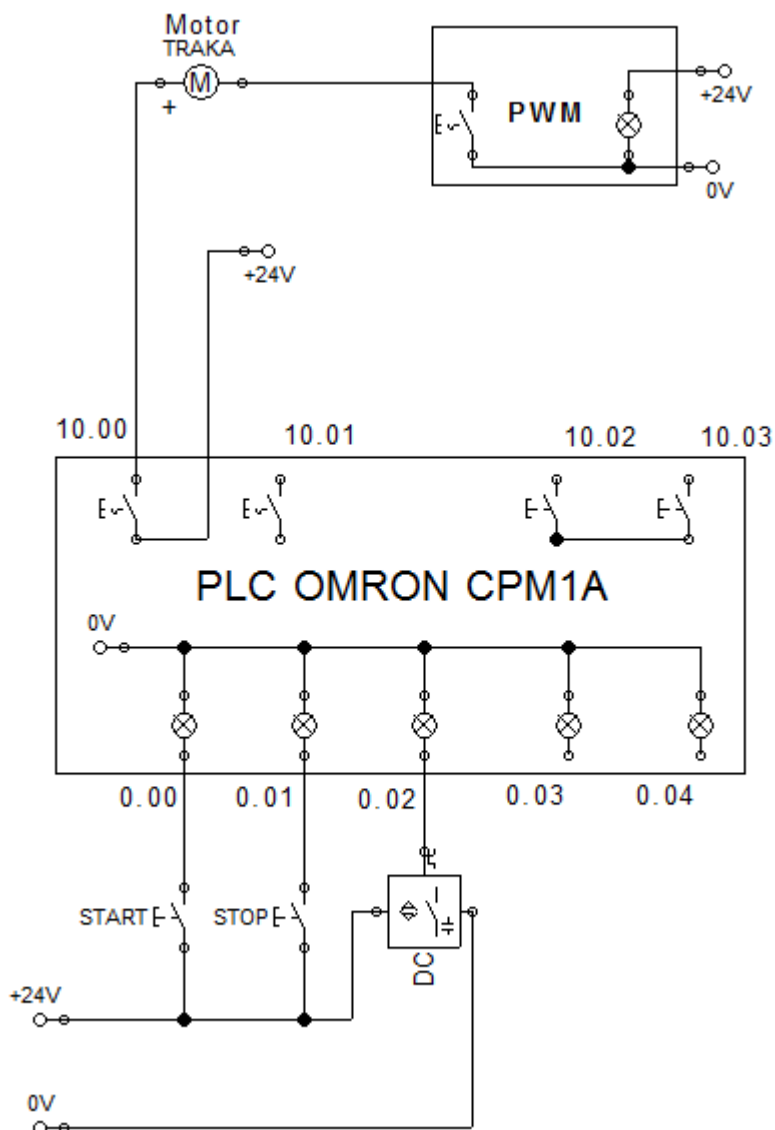 Motor
TRAKA
M
+
PWM
+24V
0V
+24V
10.00
10.01
10.02
10.03
PLC OMRON CPM1A
0V
0.00
0.01
0.02
0.03
0.04
START
STOP
DC
+24V
0V